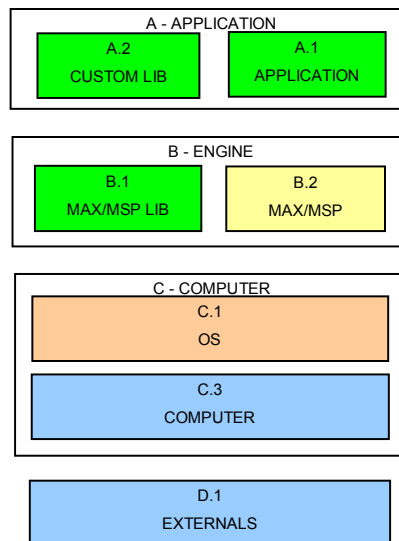 A - APPLICATION
A.2
CUSTOM LIB
A.1
APPLICATION
B - ENGINE
B.1
MAX/MSP LIB
B.2
MAX/MSP
C - COMPUTER
C.1
OS
C.3
COMPUTER
D.1
EXTERNALS